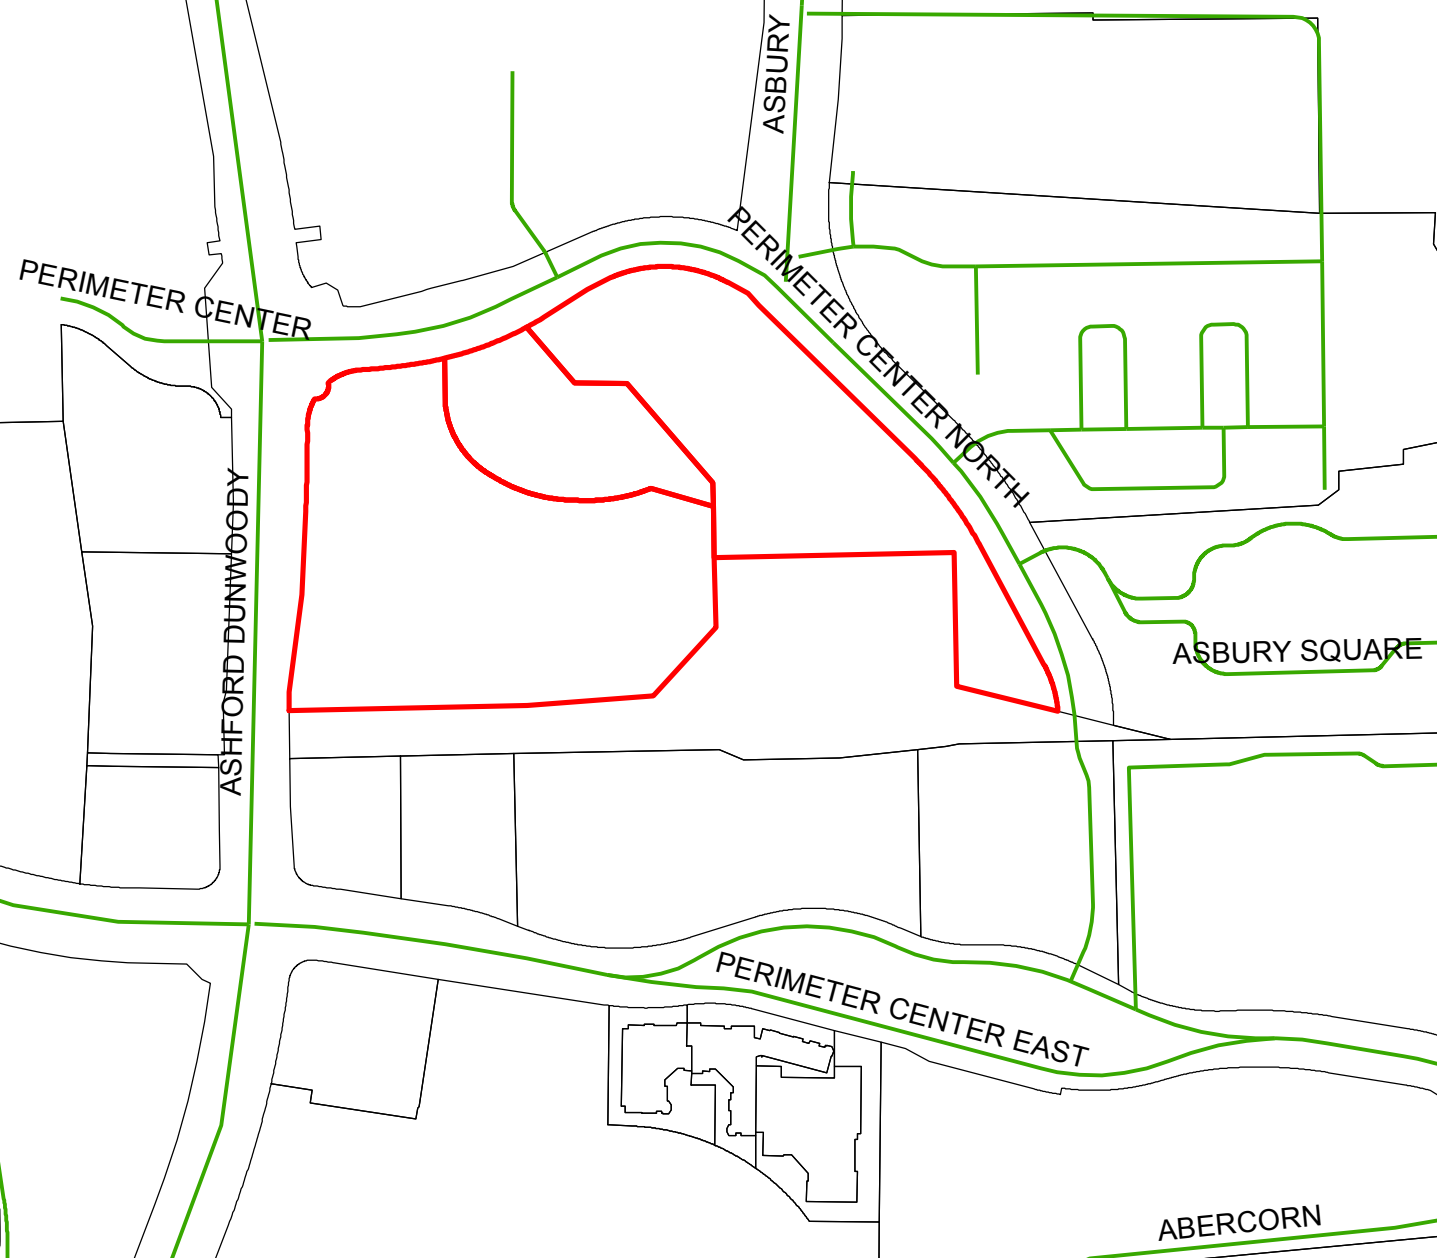 ASBURY
PERIMETER CENTER
PERIMETER CENTER NORTH
ASHFORD DUNWOODY
ASBURY SQUARE
PERIMETER CENTER EAST
ABERCORN